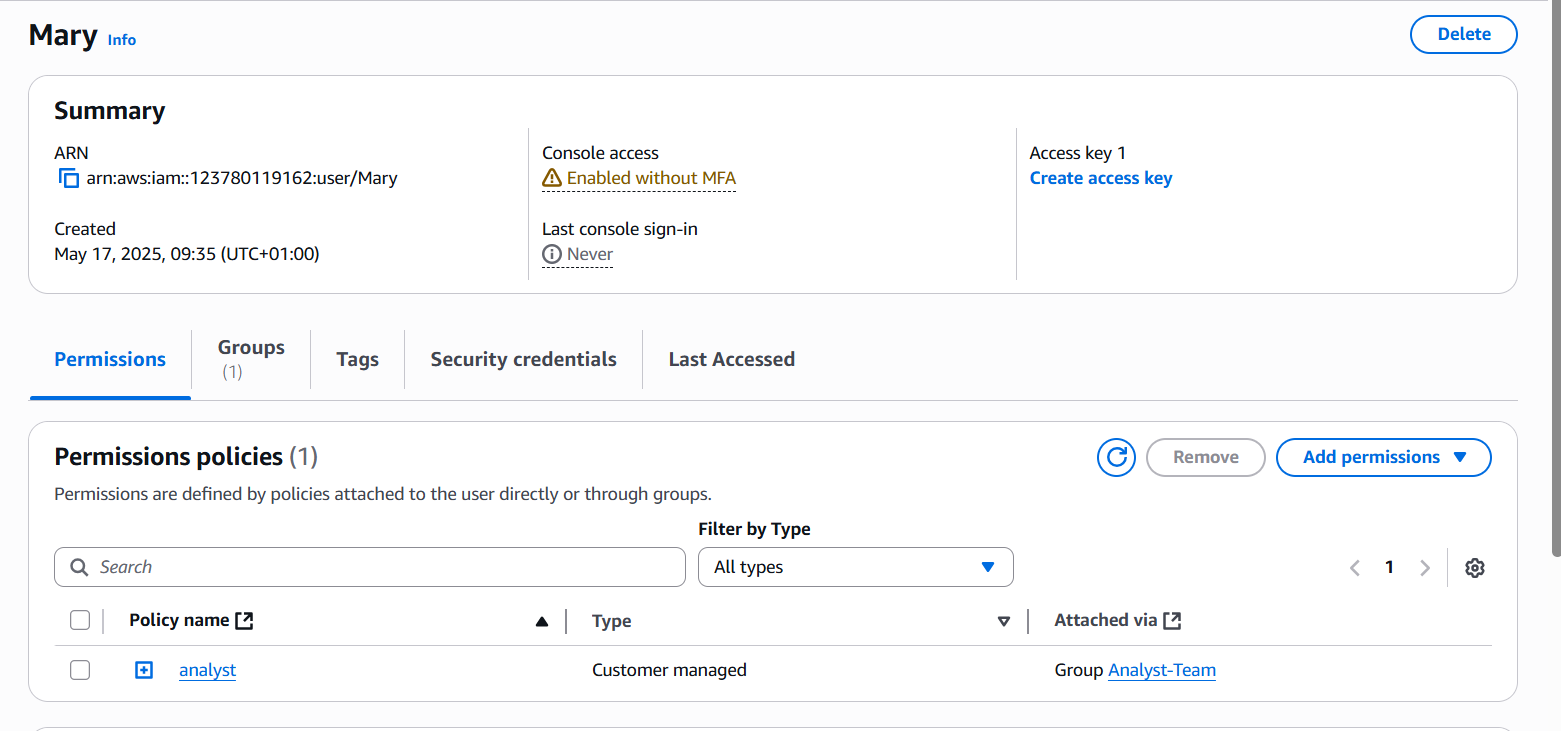 Mary Info
Delete
Summary
ARN
arn:aws:iam::123780119162:user/Mary
Created
May 17, 2025, 09:35 (UTC+01:00)
Console access
Enabled without MFA
Last console sign-in
Never
Access key 1
Create access key
Permissions
Groups
(1)
Tags
Security credentials
Last Accessed
Permissions policies (1)
Remove
Add permissions
Permissions are defined by policies attached to the user directly or through groups.
Filter by Type
Search
All types
1
Policy name
Type
Attached via
analyst
Customer managed
Group Analyst-Team